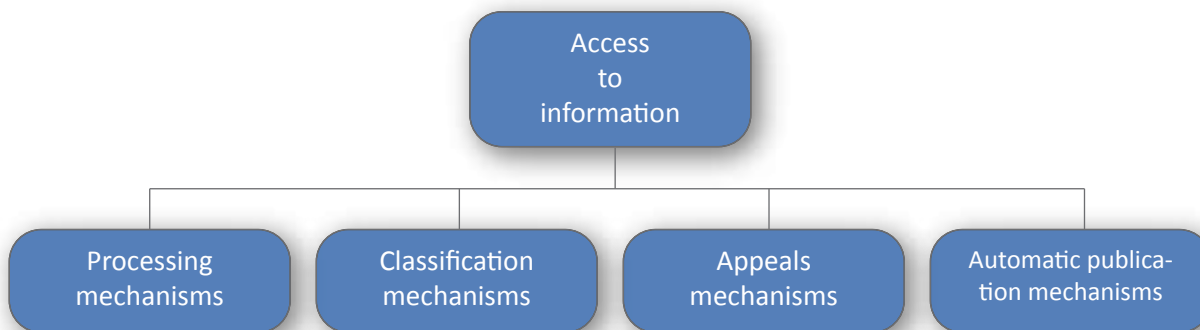 Access
to
information
Processing
mechanisms
Classification
mechanisms
Appeals
mechanisms
Automatic publica-
tion mechanisms